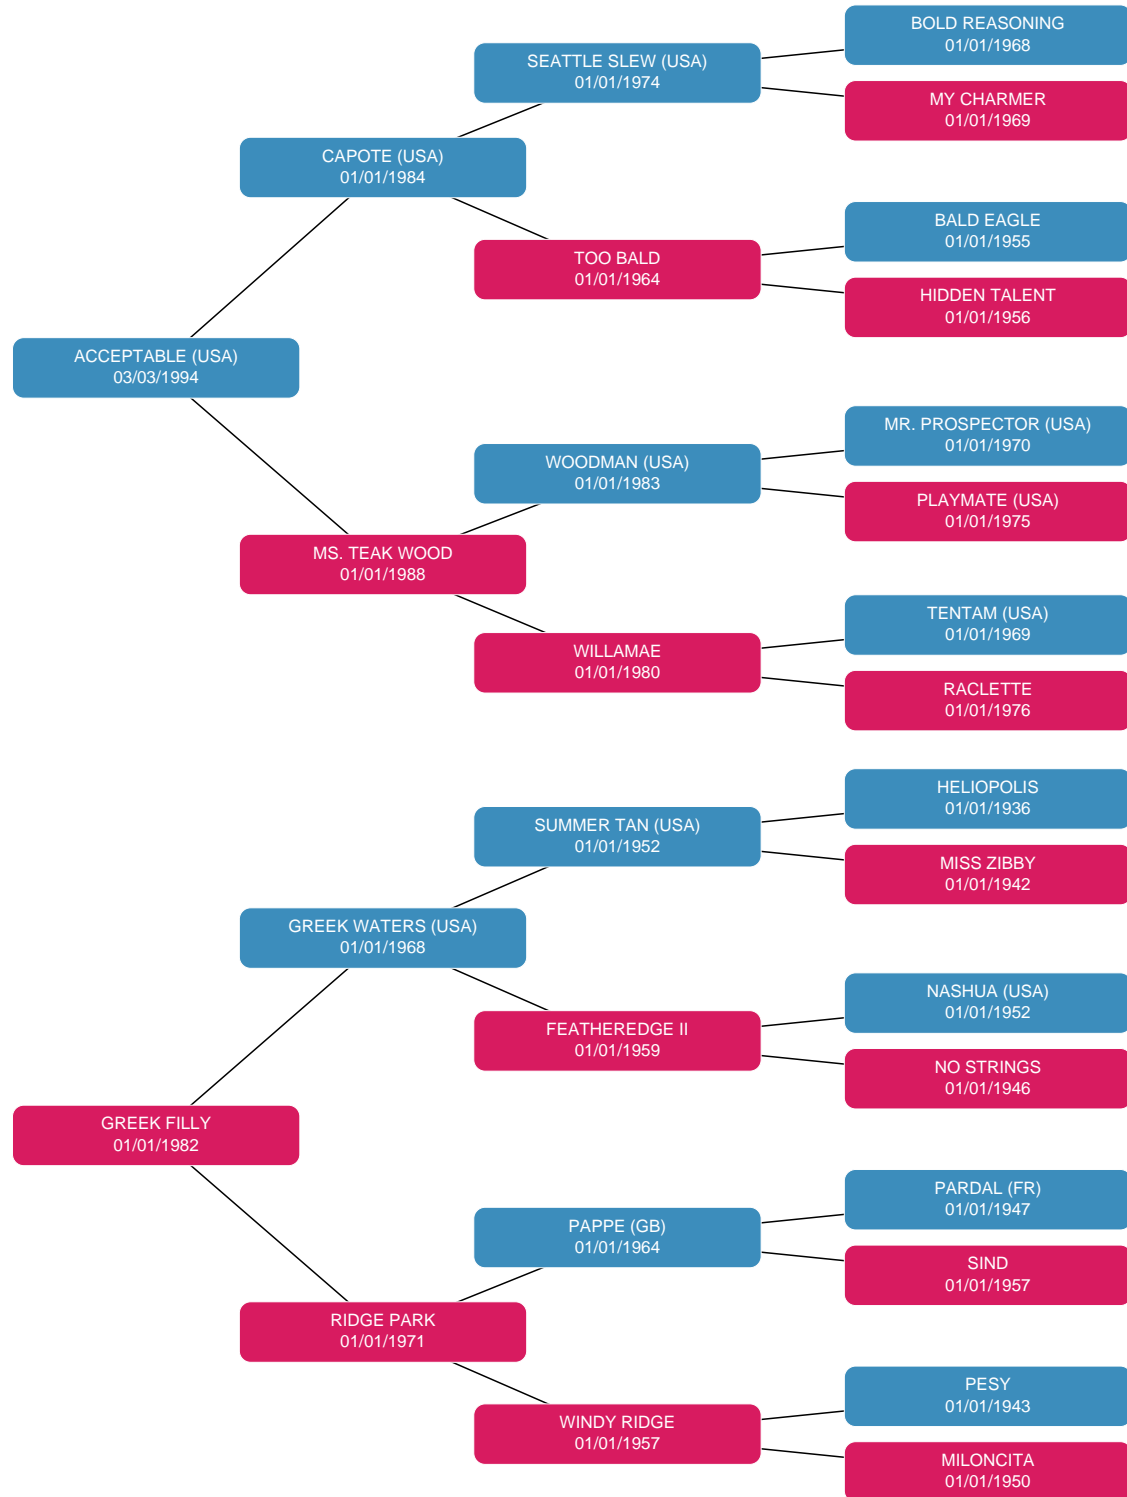 BOLD REASONING
01/01/1968
SEATTLE SLEW (USA)
01/01/1974
MY CHARMER
01/01/1969
CAPOTE (USA)
01/01/1984
BALD EAGLE
01/01/1955
TOO BALD
01/01/1964
HIDDEN TALENT
01/01/1956
ACCEPTABLE (USA)
03/03/1994
MR. PROSPECTOR (USA)
01/01/1970
WOODMAN (USA)
01/01/1983
PLAYMATE (USA)
01/01/1975
MS. TEAK WOOD
01/01/1988
TENTAM (USA)
01/01/1969
WILLAMAE
01/01/1980
RACLETTE
01/01/1976
HELIOPOLIS
01/01/1936
SUMMER TAN (USA)
01/01/1952
MISS ZIBBY
01/01/1942
GREEK WATERS (USA)
01/01/1968
NASHUA (USA)
01/01/1952
FEATHEREDGE II
01/01/1959
NO STRINGS
01/01/1946
GREEK FILLY
01/01/1982
PARDAL (FR)
01/01/1947
PAPPE (GB)
01/01/1964
SIND
01/01/1957
RIDGE PARK
01/01/1971
PESY
01/01/1943
WINDY RIDGE
01/01/1957
MILONCITA
01/01/1950